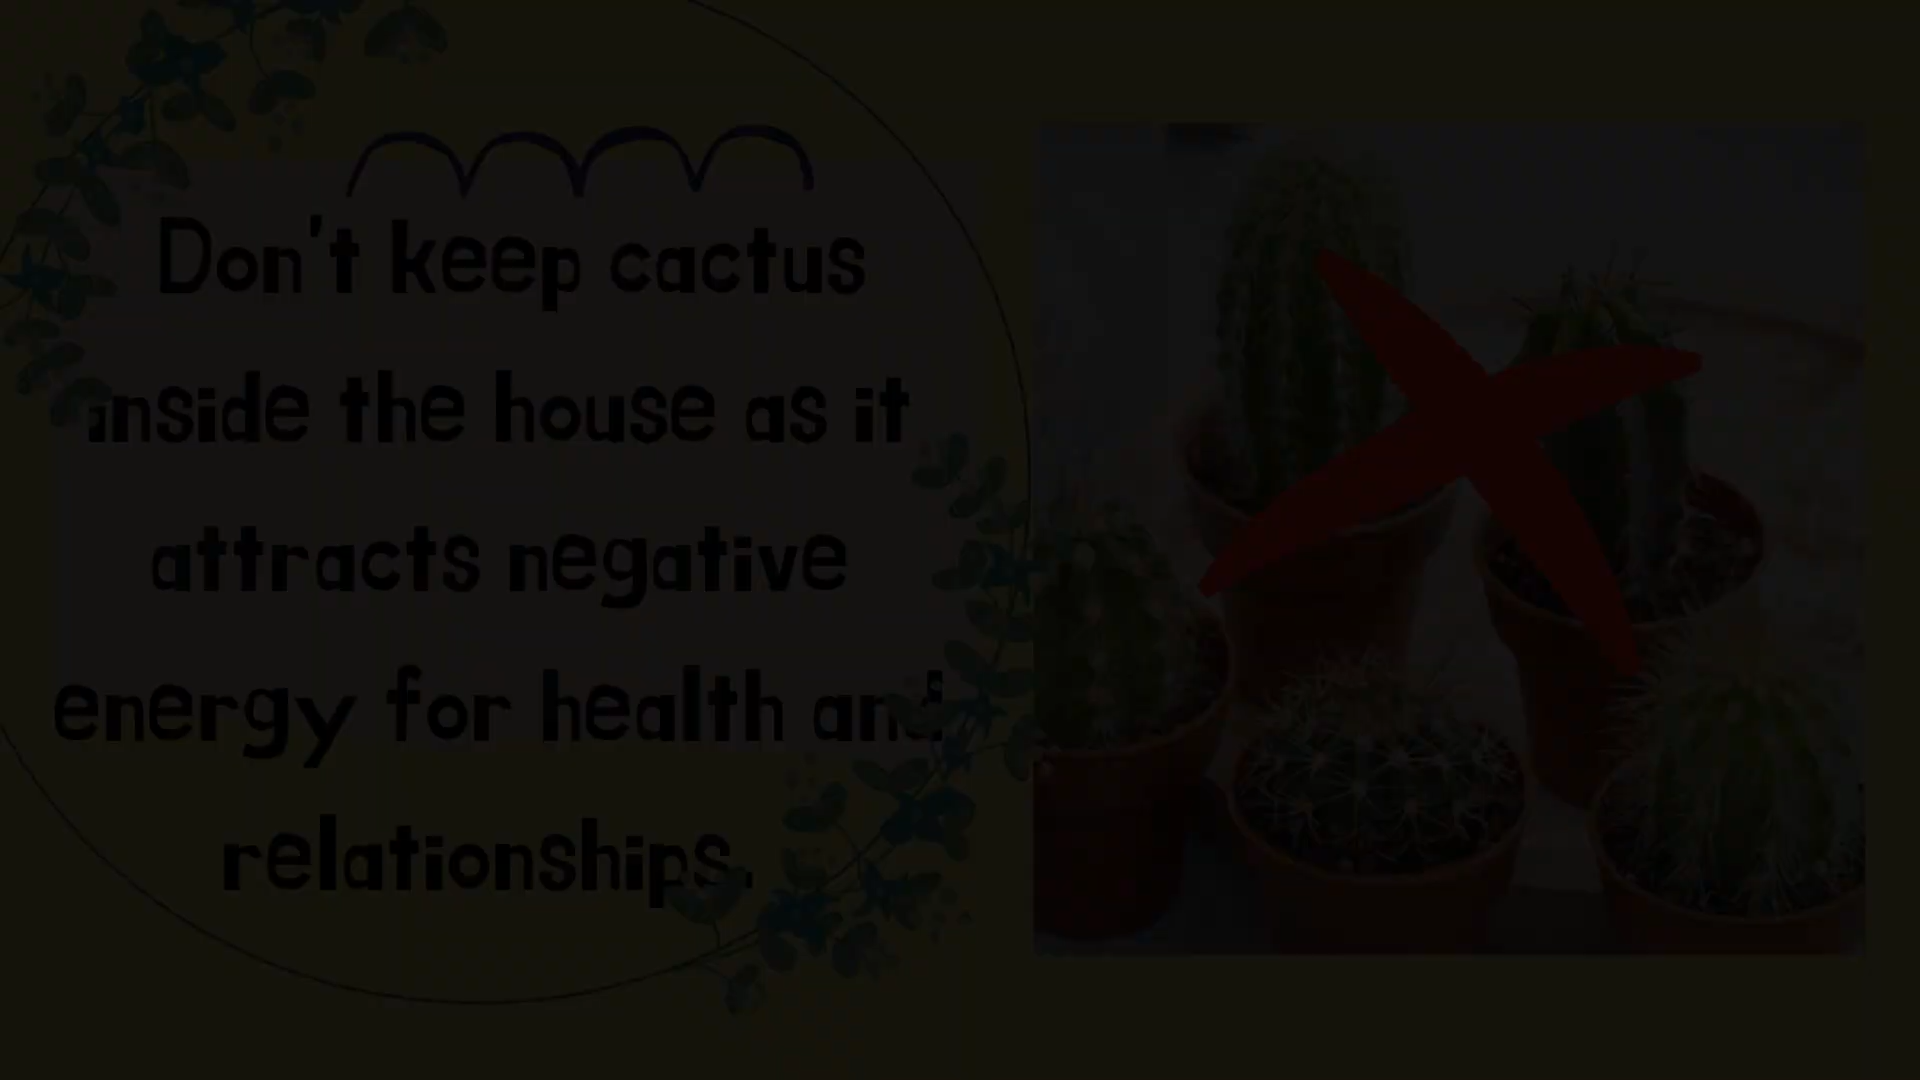 Don't keep cactus
inside the house as it
attracts negative
energy for health and
relationships.